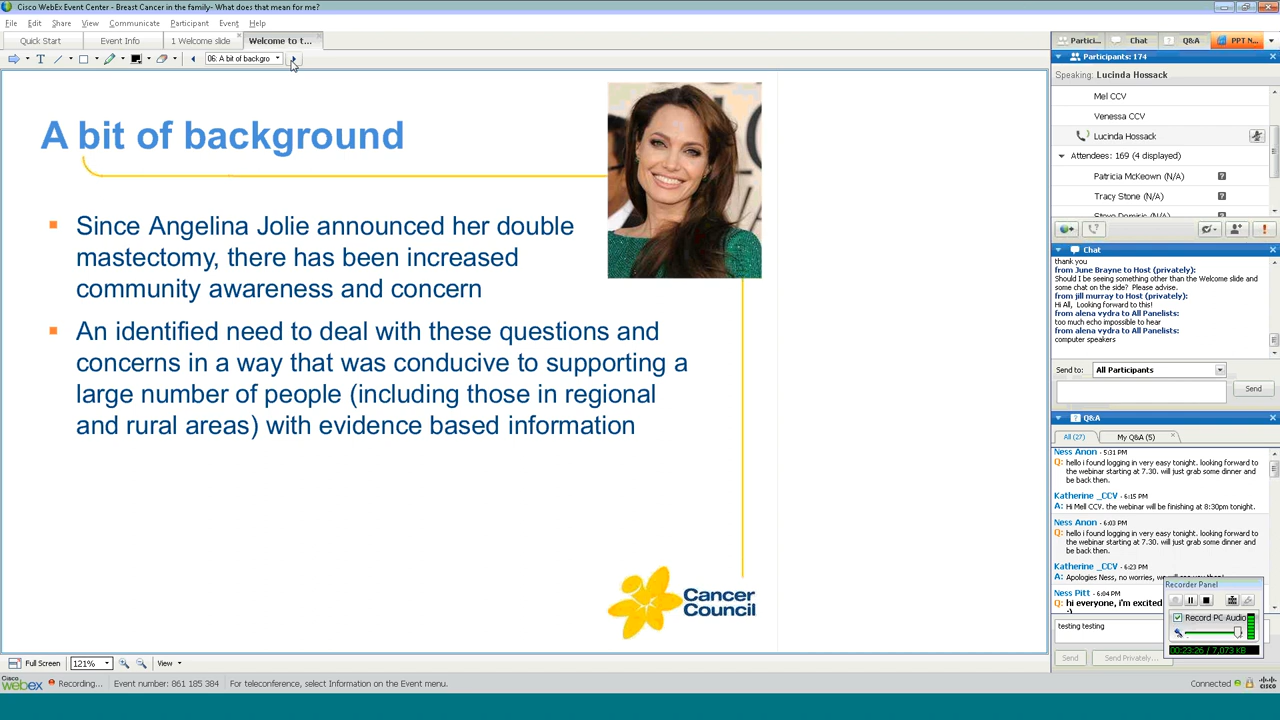 Cisco WebEx Event Center - Breast Cancer in the family- What does that mean for me?
File Edit Share View Communicate Participant Event Help
Quick Start Event Info 1 Welcome slide Welcome to t...
06: A bit of backgro
A bit of background
Since Angelina Jolie announced her double
mastectomy, there has been increased
community awareness and concern
An identified need to deal with these questions and
concerns in a way that was conducive to supporting a
large number of people (including those in regional
and rural areas) with evidence based information
Cancer
Council
Partici... Chat Q&A PPT N...
Participants: 174
Speaking: Lucinda Hossack
Mel CCV
Venessa CCV
Lucinda Hossack
Attendees: 169 (4 displayed)
Patricia McKeown (N/A)
Tracy Stone (N/A)
Chat
thank you
from June Brayne to Host (privately):
Should I be seeing something other than the Welcome slide and
some chat on the side? Please advise.
from jill murray to Host (privately):
Hi All, Looking forward to this!
from alena vydra to All Panelists:
too much echo impossible to hear
from alena vydra to All Panelists:
computer speakers
Send to: All Participants
Send
Q&A
All (27) My Q&A (5)
Ness Anon - 5:31 PM
Q: hello i found logging in very easy tonight. looking forward to
the webinar starting at 7.30. will just grab some dinner and
be back then.
Katherine _CCV - 6:15 PM
A: Hi Mell CCV. the webinar will be finishing at 8:30pm tonight.
Ness Anon - 6:03 PM
Q: hello i found logging in very easy tonight. looking forward to
the webinar starting at 7.30. will just grab some dinner and
be back then.
Katherine _CCV - 6:23 PM
A: Apologies Ness, no worries, we
Ness Pitt - 6:04 PM
Q: hi everyone, i'm excited
:)
testing testing
Send Send Privately...
Recorder Panel
Record PC Audio
00:23:26 / 7,073 KB
Full Screen 121% View
Cisco
webex Recording... Event number: 861 185 384 For teleconference, select Information on the Event menu. Connected CISCO